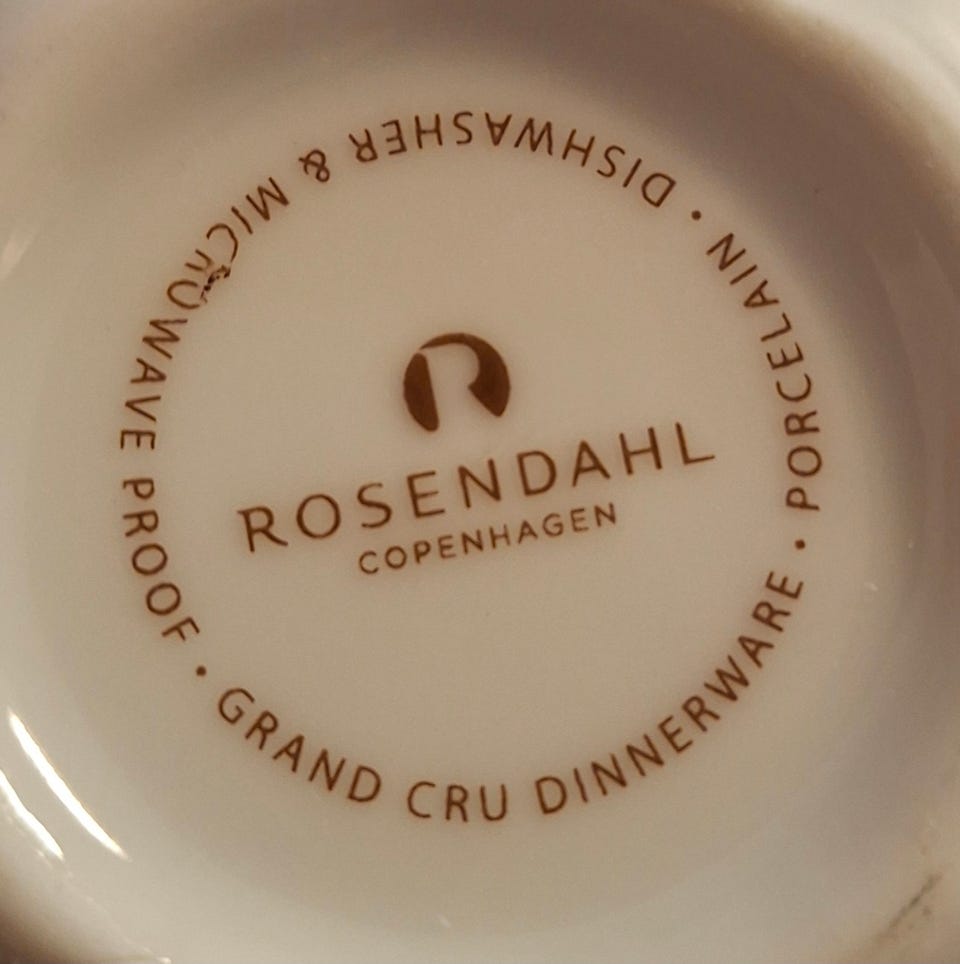 ROSENDAHL
COPENHAGEN
GRAND CRU DINNERWARE • PORCELAIN • DISHWASHER & MICROWAVE PROOF •